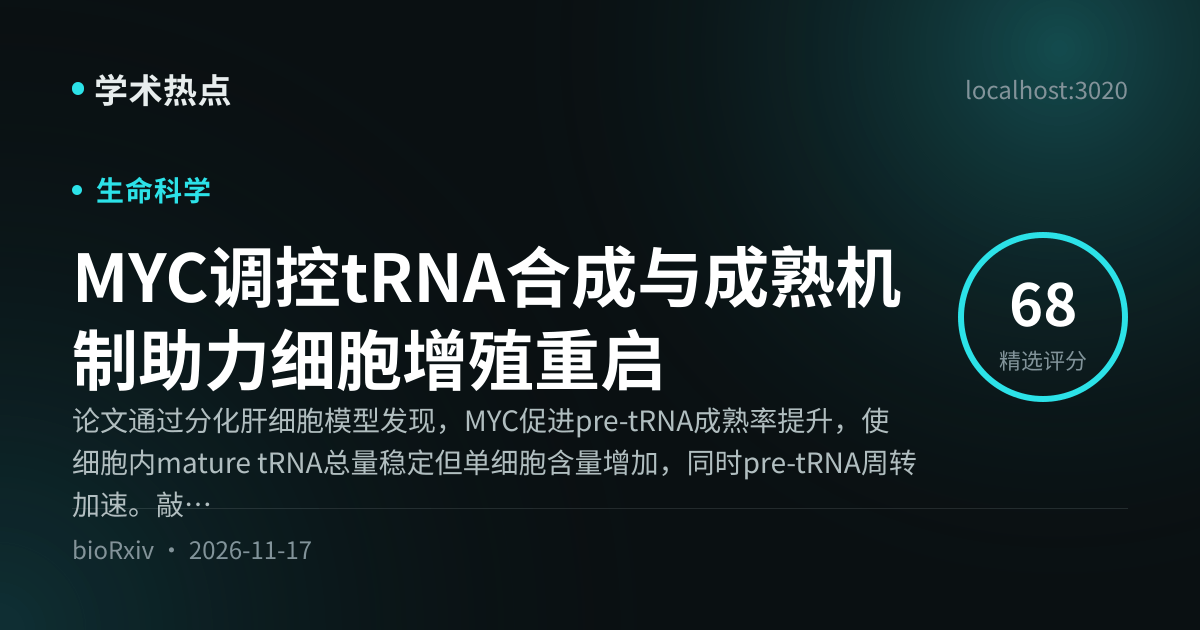 学术热点
localhost:3020
生命科学
MYC调控tRNA合成与成熟机
制助力细胞增殖重启
68
精选评分
论文通过分化肝细胞模型发现，MYC促进pre-tRNA成熟率提升，使
细胞内mature tRNA总量稳定但单细胞含量增加，同时pre-tRNA周转
加速。敲…
bioRxiv • 2026-11-17